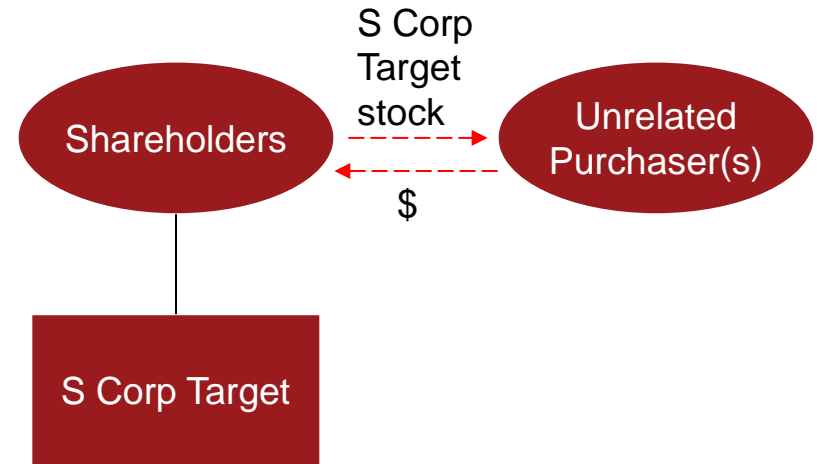 S Corp
Target
stock
Shareholders
Unrelated
Purchaser(s)
$
S Corp Target